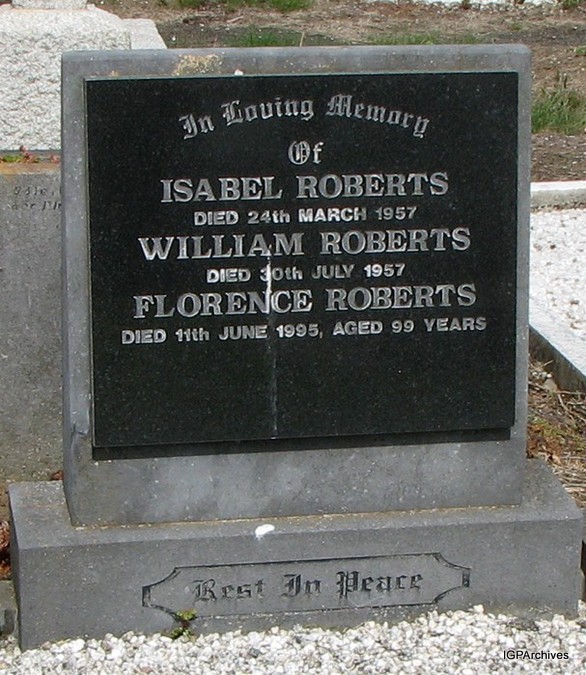 In Loving Memory
Of
ISABEL ROBERTS
DIED 24th MARCH 1957
WILLIAM ROBERTS
DIED 30th JULY 1957
FLORENCE ROBERTS
DIED 11th JUNE 1995, AGED 99 YEARS
Rest In Peace
IGPArchives